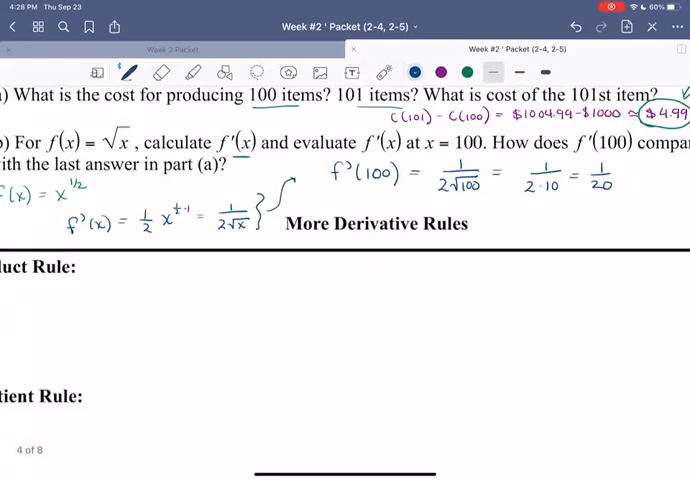 4:28 PM Thu Sep 23
60%
Week #2 ' Packet (2-4, 2-5)
Week 2 Packet
Week #2 ' Packet (2-4, 2-5)
a) What is the cost for producing 100 items? 101 items? What is cost of the 101st item?
C(101) - C(100) = $1004.99 - $1000 ≈ $4.99
b) For f(x) = √x, calculate f'(x) and evaluate f'(x) at x = 100. How does f'(100) compa
ith the last answer in part (a)?
f(x) = x^1/2
f'(100) = 1/(2√100) = 1/(2·10) = 1/20
f'(x) = 1/2 x^(1/2-1) = 1/(2√x) }
More Derivative Rules
duct Rule:
tient Rule:
4 of 8